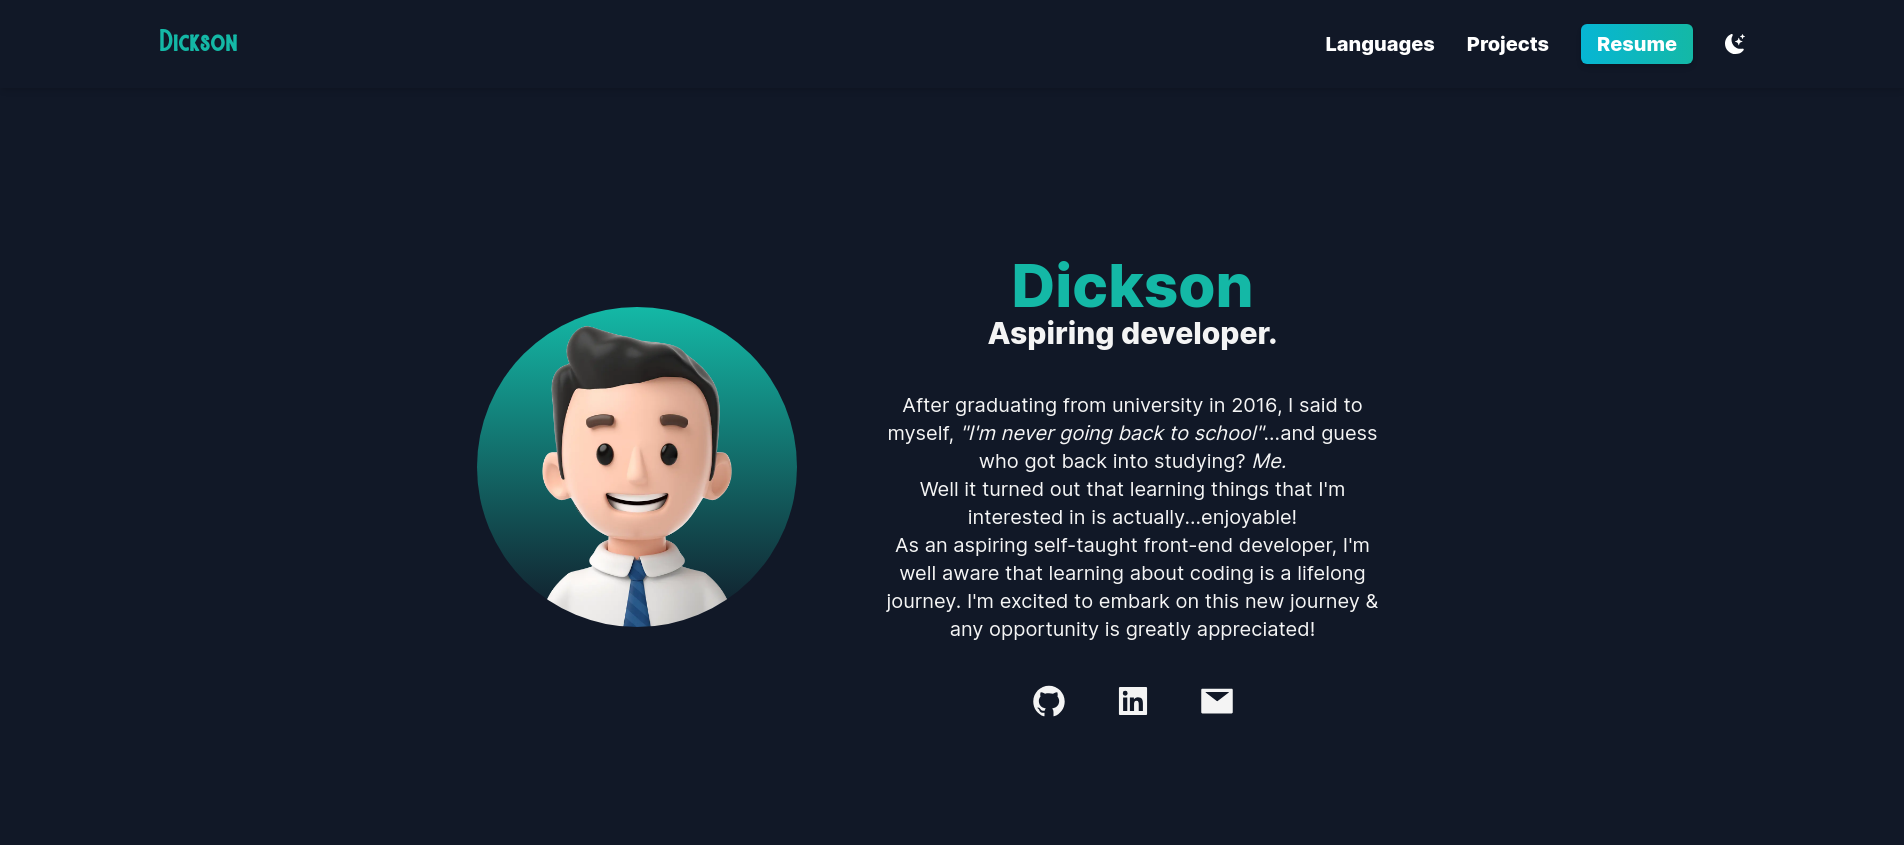 Dickson
Languages
Projects
Resume
Dickson
Aspiring developer.
After graduating from university in 2016, I said to
myself, "I'm never going back to school"...and guess
who got back into studying? Me.
Well it turned out that learning things that I'm
interested in is actually...enjoyable!
As an aspiring self-taught front-end developer, I'm
well aware that learning about coding is a lifelong
journey. I'm excited to embark on this new journey &
any opportunity is greatly appreciated!
in